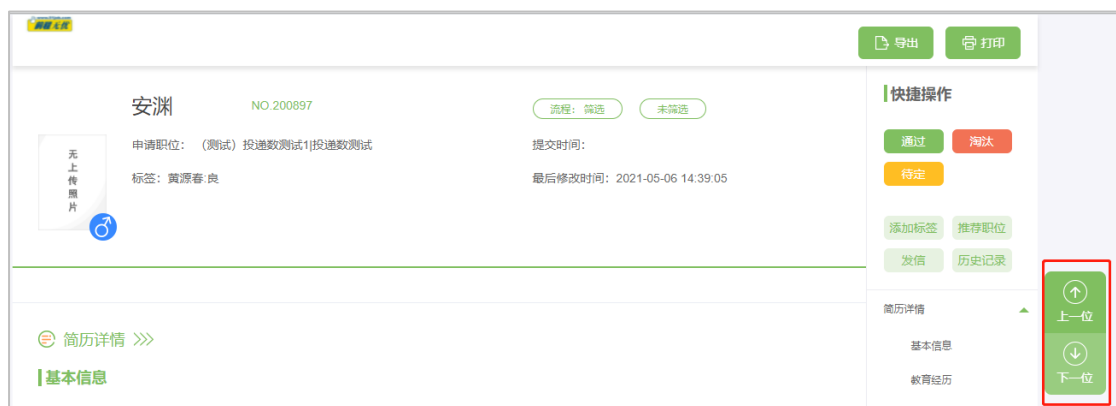 前程无忧
导出
打印
安渊
NO.200897
流程：筛选
未筛选
快捷操作
申请职位：（测试）投递数测试1|投递数测试
提交时间：
通过
淘汰
无上传照片
标签：黄源春:良
最后修改时间：2021-05-06 14:39:05
待定
添加标签
推荐职位
发信
历史记录
上一位
下一位
简历详情
基本信息
教育经历
简历详情 >>>
基本信息